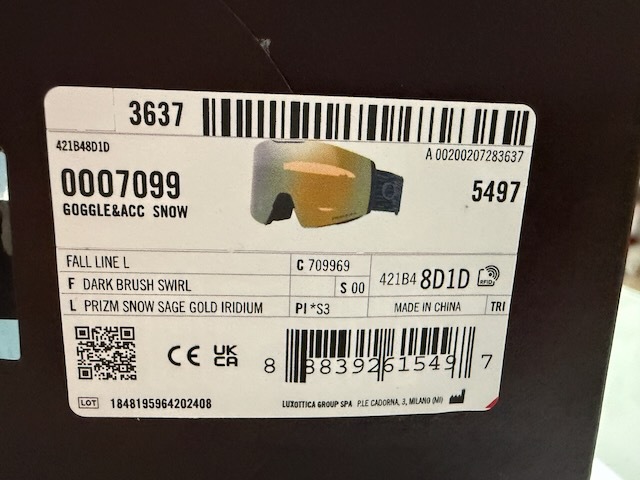 3637
421B48D1D
A 00200207283637
0007099
5497
GOGGLE&ACC SNOW
FALL LINE L
C 709969
421B4 8D1D
RFID
F DARK BRUSH SWIRL
S 00
L PRIZM SNOW SAGE GOLD IRIDIUM
PI *S3
MADE IN CHINA
TRI
CE UK CA
8 883926154 9 7
LOT 1848195964202408
LUXOTTICA GROUP SPA P.LE CADORNA, 3, MILANO (MI)